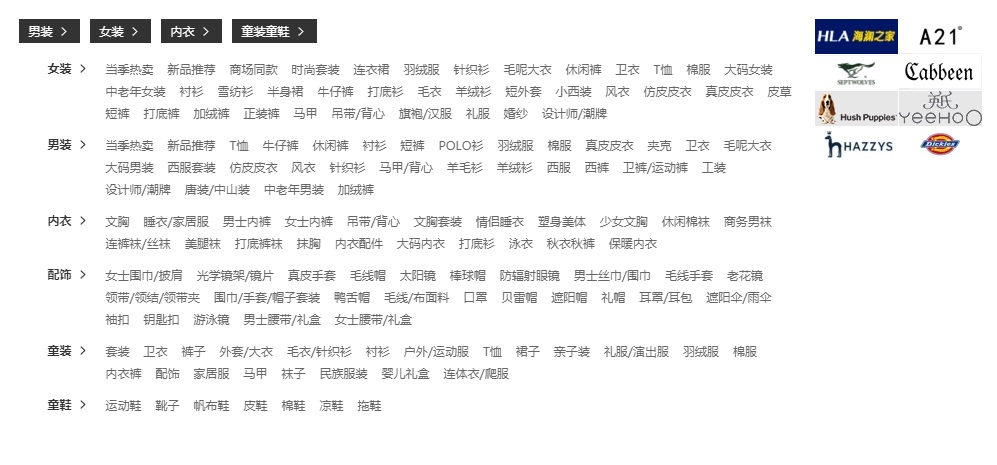 男装 > 女装 > 内衣 > 童装童鞋 >
女装 > 当季热卖 新品推荐 商场同款 时尚套装 连衣裙 羽绒服 针织衫 毛呢大衣 休闲裤 卫衣 T恤 棉服 大码女装
中老年女装 衬衫 雪纺衫 半身裙 牛仔裤 打底衫 毛衣 羊绒衫 短外套 小西装 风衣 仿皮皮衣 真皮皮衣 皮草
短裤 打底裤 加绒裤 正装裤 马甲 吊带/背心 旗袍/汉服 礼服 婚纱 设计师/潮牌
男装 > 当季热卖 新品推荐 T恤 牛仔裤 休闲裤 衬衫 短裤 POLO衫 羽绒服 棉服 真皮皮衣 夹克 卫衣 毛呢大衣
大码男装 西服套装 仿皮皮衣 风衣 针织衫 马甲/背心 羊毛衫 羊绒衫 西服 西裤 卫裤/运动裤 工装
设计师/潮牌 唐装/中山装 中老年男装 加绒裤
内衣 > 文胸 睡衣/家居服 男士内裤 女士内裤 吊带/背心 文胸套装 情侣睡衣 塑身美体 少女文胸 休闲棉袜 商务男袜
连裤袜/丝袜 美腿袜 打底裤袜 抹胸 内衣配件 大码内衣 打底衫 泳衣 秋衣秋裤 保暖内衣
配饰 > 女士围巾/披肩 光学镜架/镜片 真皮手套 毛线帽 太阳镜 棒球帽 防辐射眼镜 男士丝巾/围巾 毛线手套 老花镜
领带/领结/领带夹 围巾/手套/帽子套装 鸭舌帽 毛线/布面料 口罩 贝雷帽 遮阳帽 礼帽 耳罩/耳包 遮阳伞/雨伞
袖扣 钥匙扣 游泳镜 男士腰带/礼盒 女士腰带/礼盒
童装 > 套装 卫衣 裤子 外套/大衣 毛衣/针织衫 衬衫 户外/运动服 T恤 裙子 亲子装 礼服/演出服 羽绒服 棉服
内衣裤 配饰 家居服 马甲 袜子 民族服装 婴儿礼盒 连体衣/爬服
童鞋 > 运动鞋 靴子 帆布鞋 皮鞋 棉鞋 凉鞋 拖鞋
HLA 海澜之家 A21
SEPTWOLVES Cabbeen
Hush Puppies 英氏 YeeHoO
HAZZYS Dickies